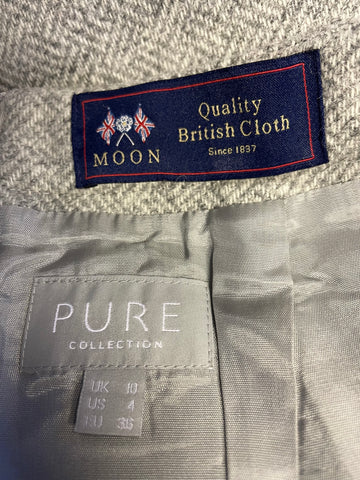 Quality
British Cloth
Since 1837
MOON
PURE
COLLECTION
UK 10
US 4
EU 36